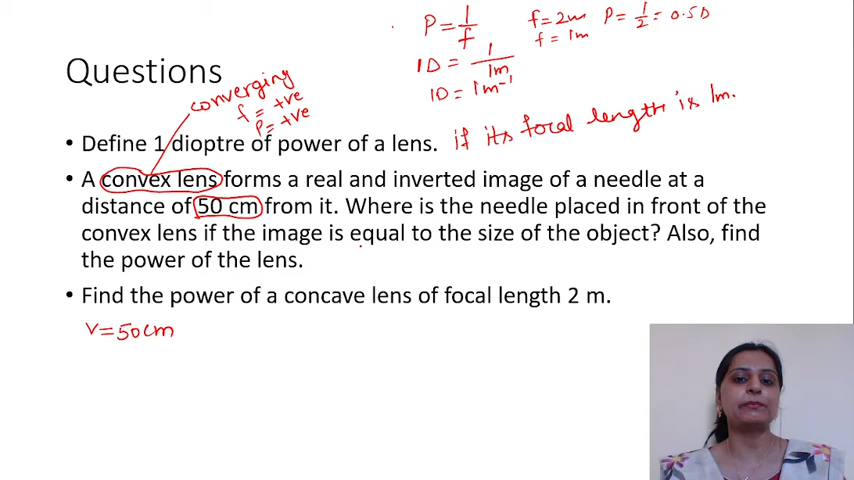 P = 1/f
f = 2m P = 1/2 = 0.5D
f = 1m
1D = 1/1m
1D = 1m⁻¹
Questions
converging
f = +ve
P = +ve
• Define 1 dioptre of power of a lens. if its focal length is 1m.
• A convex lens forms a real and inverted image of a needle at a
distance of 50 cm from it. Where is the needle placed in front of the
convex lens if the image is equal to the size of the object? Also, find
the power of the lens.
• Find the power of a concave lens of focal length 2 m.
v = 50cm